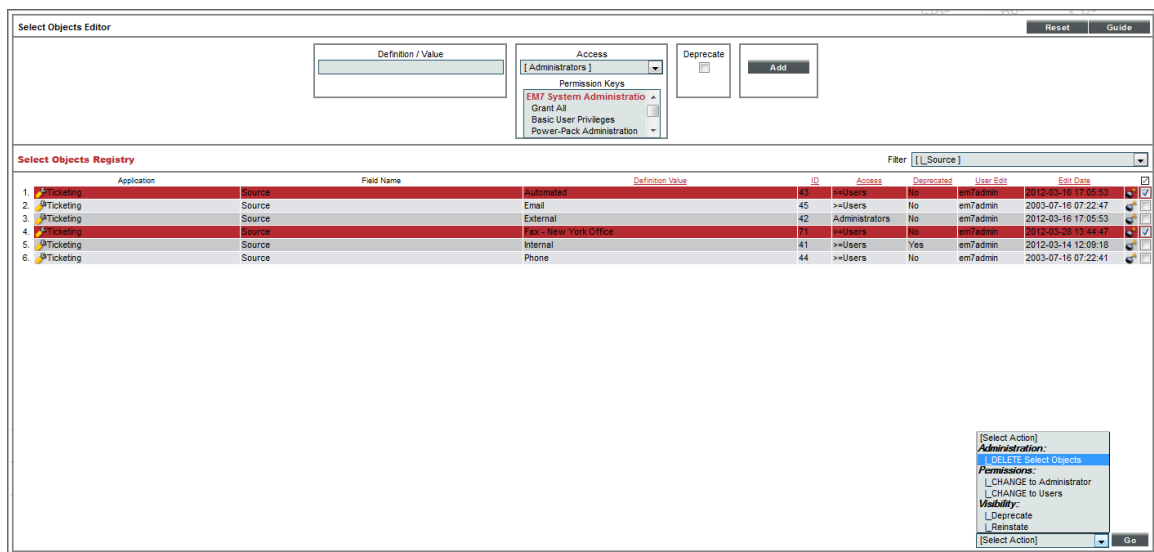 Select Objects Editor Reset Guide
Definition / Value Access Deprecate
[ Administrators ] Add
Permission Keys
EM7 System Administratio
Grant All
Basic User Privileges
Power-Pack Administration
Select Objects Registry Filter [ |_Source ]
Application Field Name Definition Value ID Access Deprecated User Edit Edit Date
1. Ticketing Source Automated 43 >=Users No em7admin 2012-03-16 17:05:53
2. Ticketing Source Email 45 >=Users No em7admin 2003-07-16 07:22:47
3. Ticketing Source External 42 Administrators No em7admin 2012-03-16 17:05:53
4. Ticketing Source Fax - New York Office 71 >=Users No em7admin 2012-03-28 13:44:47
5. Ticketing Source Internal 41 >=Users Yes em7admin 2012-03-14 12:09:18
6. Ticketing Source Phone 44 >=Users No em7admin 2003-07-16 07:22:41
[Select Action]
Administration:
|_DELETE Select Objects
Permissions:
|_CHANGE to Administrator
|_CHANGE to Users
Visibility:
|_Deprecate
|_Reinstate
[Select Action] Go